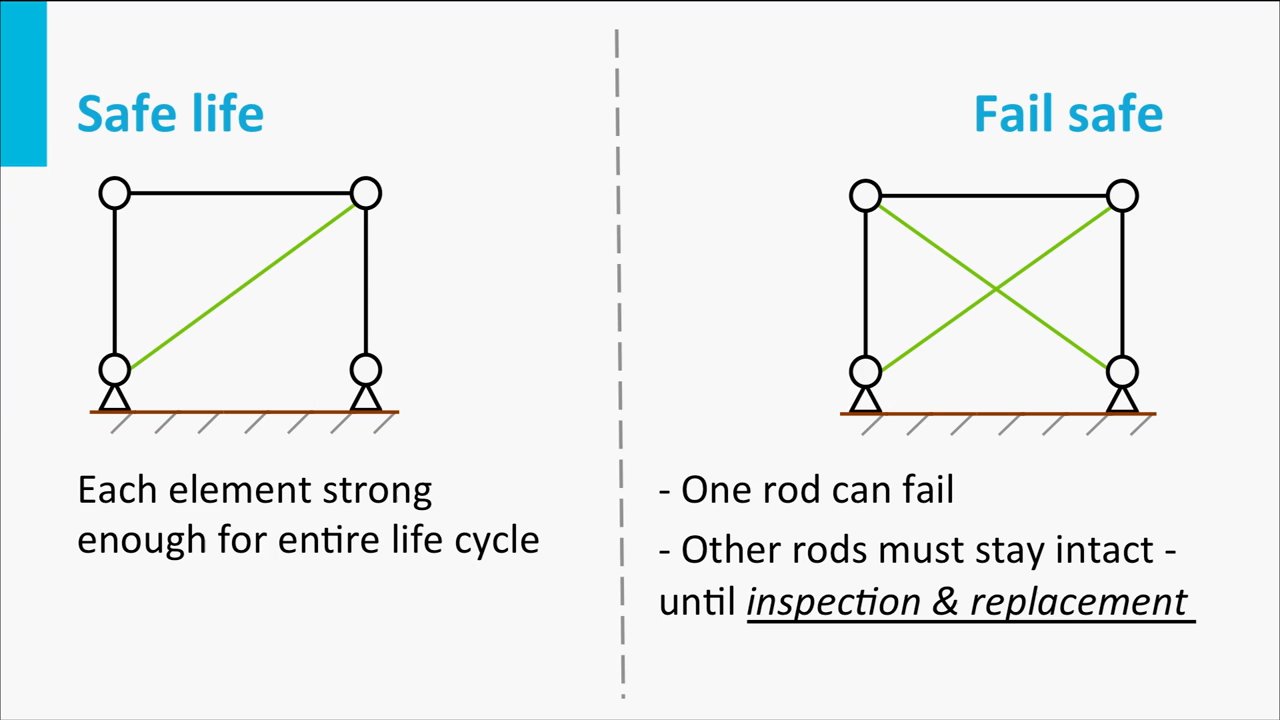 Safe life
Each element strong
enough for entire life cycle
Fail safe
- One rod can fail
- Other rods must stay intact -
until inspection & replacement